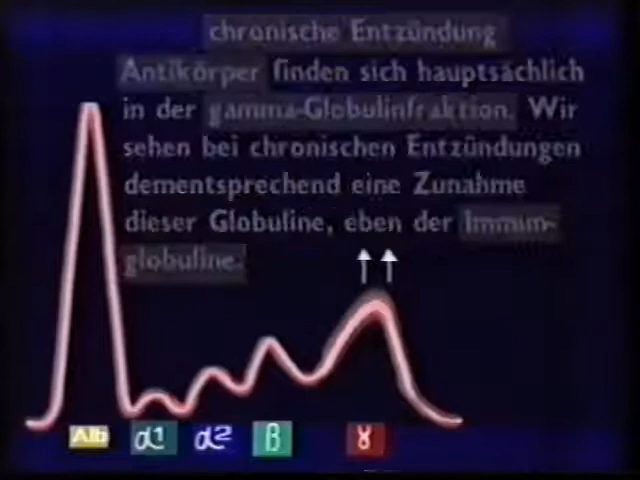 chronische Entzündung
Antikörper finden sich hauptsächlich
in der gamma-Globulinfraktion. Wir
sehen bei chronischen Entzündungen
dementsprechend eine Zunahme
dieser Globuline, eben der Immun-
globuline.
Alb α1 α2 β γ